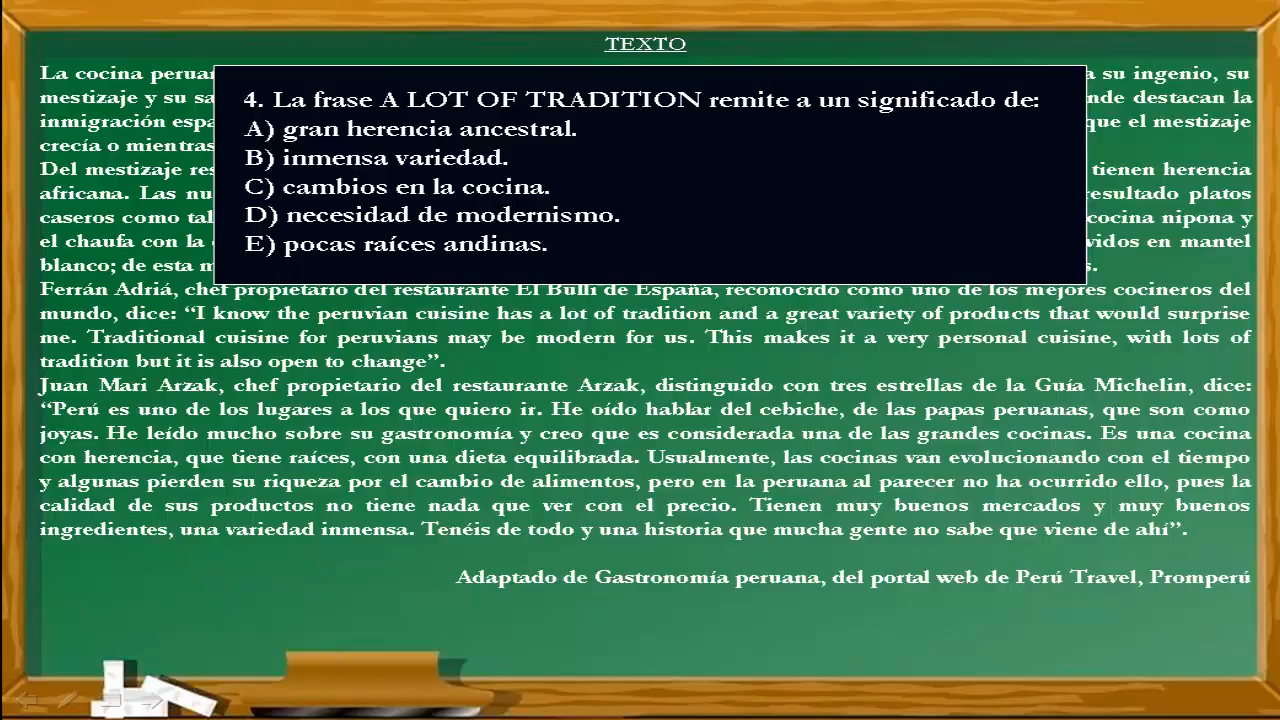 TEXTO
La cocina peruan
mestizaje y su sa
inmigración espa
crecía o mientras
Del mestizaje res
africana. Las nu
caseros como tal
el chaufa con la
blanco; de esta m
4. La frase A LOT OF TRADITION remite a un significado de:
A) gran herencia ancestral.
B) inmensa variedad.
C) cambios en la cocina.
D) necesidad de modernismo.
E) pocas raíces andinas.
a su ingenio, su
nde destacan la
que el mestizaje
tienen herencia
resultado platos
cocina nipona y
vidos en mantel
s.
Ferrán Adriá, chef propietario del restaurante El Bulli de España, reconocido como uno de los mejores cocineros del
mundo, dice: “I know the peruvian cuisine has a lot of tradition and a great variety of products that would surprise
me. Traditional cuisine for peruvians may be modern for us. This makes it a very personal cuisine, with lots of
tradition but it is also open to change”.
Juan Mari Arzak, chef propietario del restaurante Arzak, distinguido con tres estrellas de la Guía Michelin, dice:
“Perú es uno de los lugares a los que quiero ir. He oído hablar del cebiche, de las papas peruanas, que son como
joyas. He leído mucho sobre su gastronomía y creo que es considerada una de las grandes cocinas. Es una cocina
con herencia, que tiene raíces, con una dieta equilibrada. Usualmente, las cocinas van evolucionando con el tiempo
y algunas pierden su riqueza por el cambio de alimentos, pero en la peruana al parecer no ha ocurrido ello, pues la
calidad de sus productos no tiene nada que ver con el precio. Tienen muy buenos mercados y muy buenos
ingredientes, una variedad inmensa. Tenéis de todo y una historia que mucha gente no sabe que viene de ahí”.
Adaptado de Gastronomía peruana, del portal web de Perú Travel, Promperú